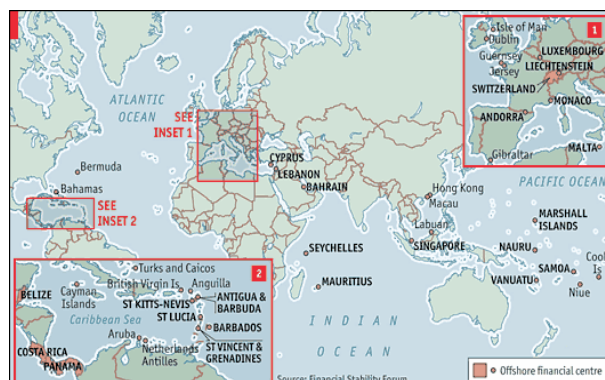 ATLANTIC
OCEAN
SEE
INSET 1
Bermuda
Bahamas
SEE
INSET 2
CYPRUS
LEBANON
BAHRAIN
Hong Kong
Macau
Labuan
SINGAPORE
SEYCHELLES
MAURITIUS
INDIAN
OCEAN
PACIFIC OCEAN
MARSHALL
ISLANDS
NAURU
SAMOA
VANUATU
Niue
Cook
Is
1
Isle of Man
Dublin
Guernsey
Jersey
LUXEMBOURG
LIECHTENSTEIN
SWITZERLAND
MONACO
ANDORRA
Gibraltar
MALTA
2
Turks and Caicos
British Virgin Is
Anguilla
BELIZE
Cayman
Islands
ST KITTS-NEVIS
ANTIGUA &
BARBUDA
Caribbean Sea
ST LUCIA
BARBADOS
Aruba
Netherlands
Antilles
ST VINCENT &
GRENADINES
COSTA RICA
PANAMA
Source: Financial Stability Forum
Offshore financial centre